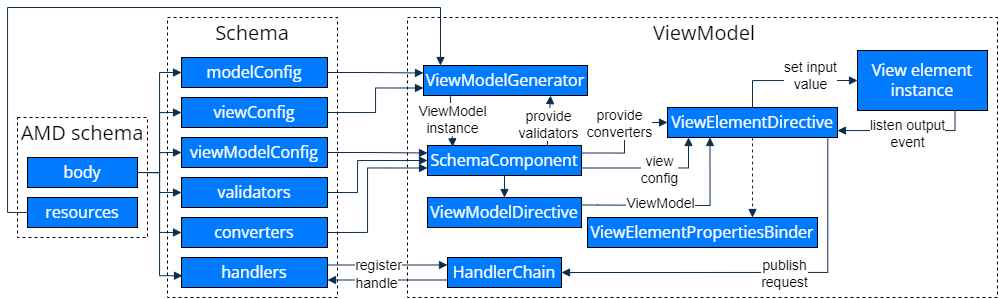 Schema
ViewModel
AMD schema
body
resources
modelConfig
viewConfig
viewModelConfig
validators
converters
handlers
ViewModelGenerator
ViewModel
instance
provide
validators
provide
converters
SchemaComponent
view
config
ViewModelDirective
ViewModel
ViewElementDirective
set input
value
View element
instance
listen output
event
ViewElementPropertiesBinder
register
handle
HandlerChain
publish
request